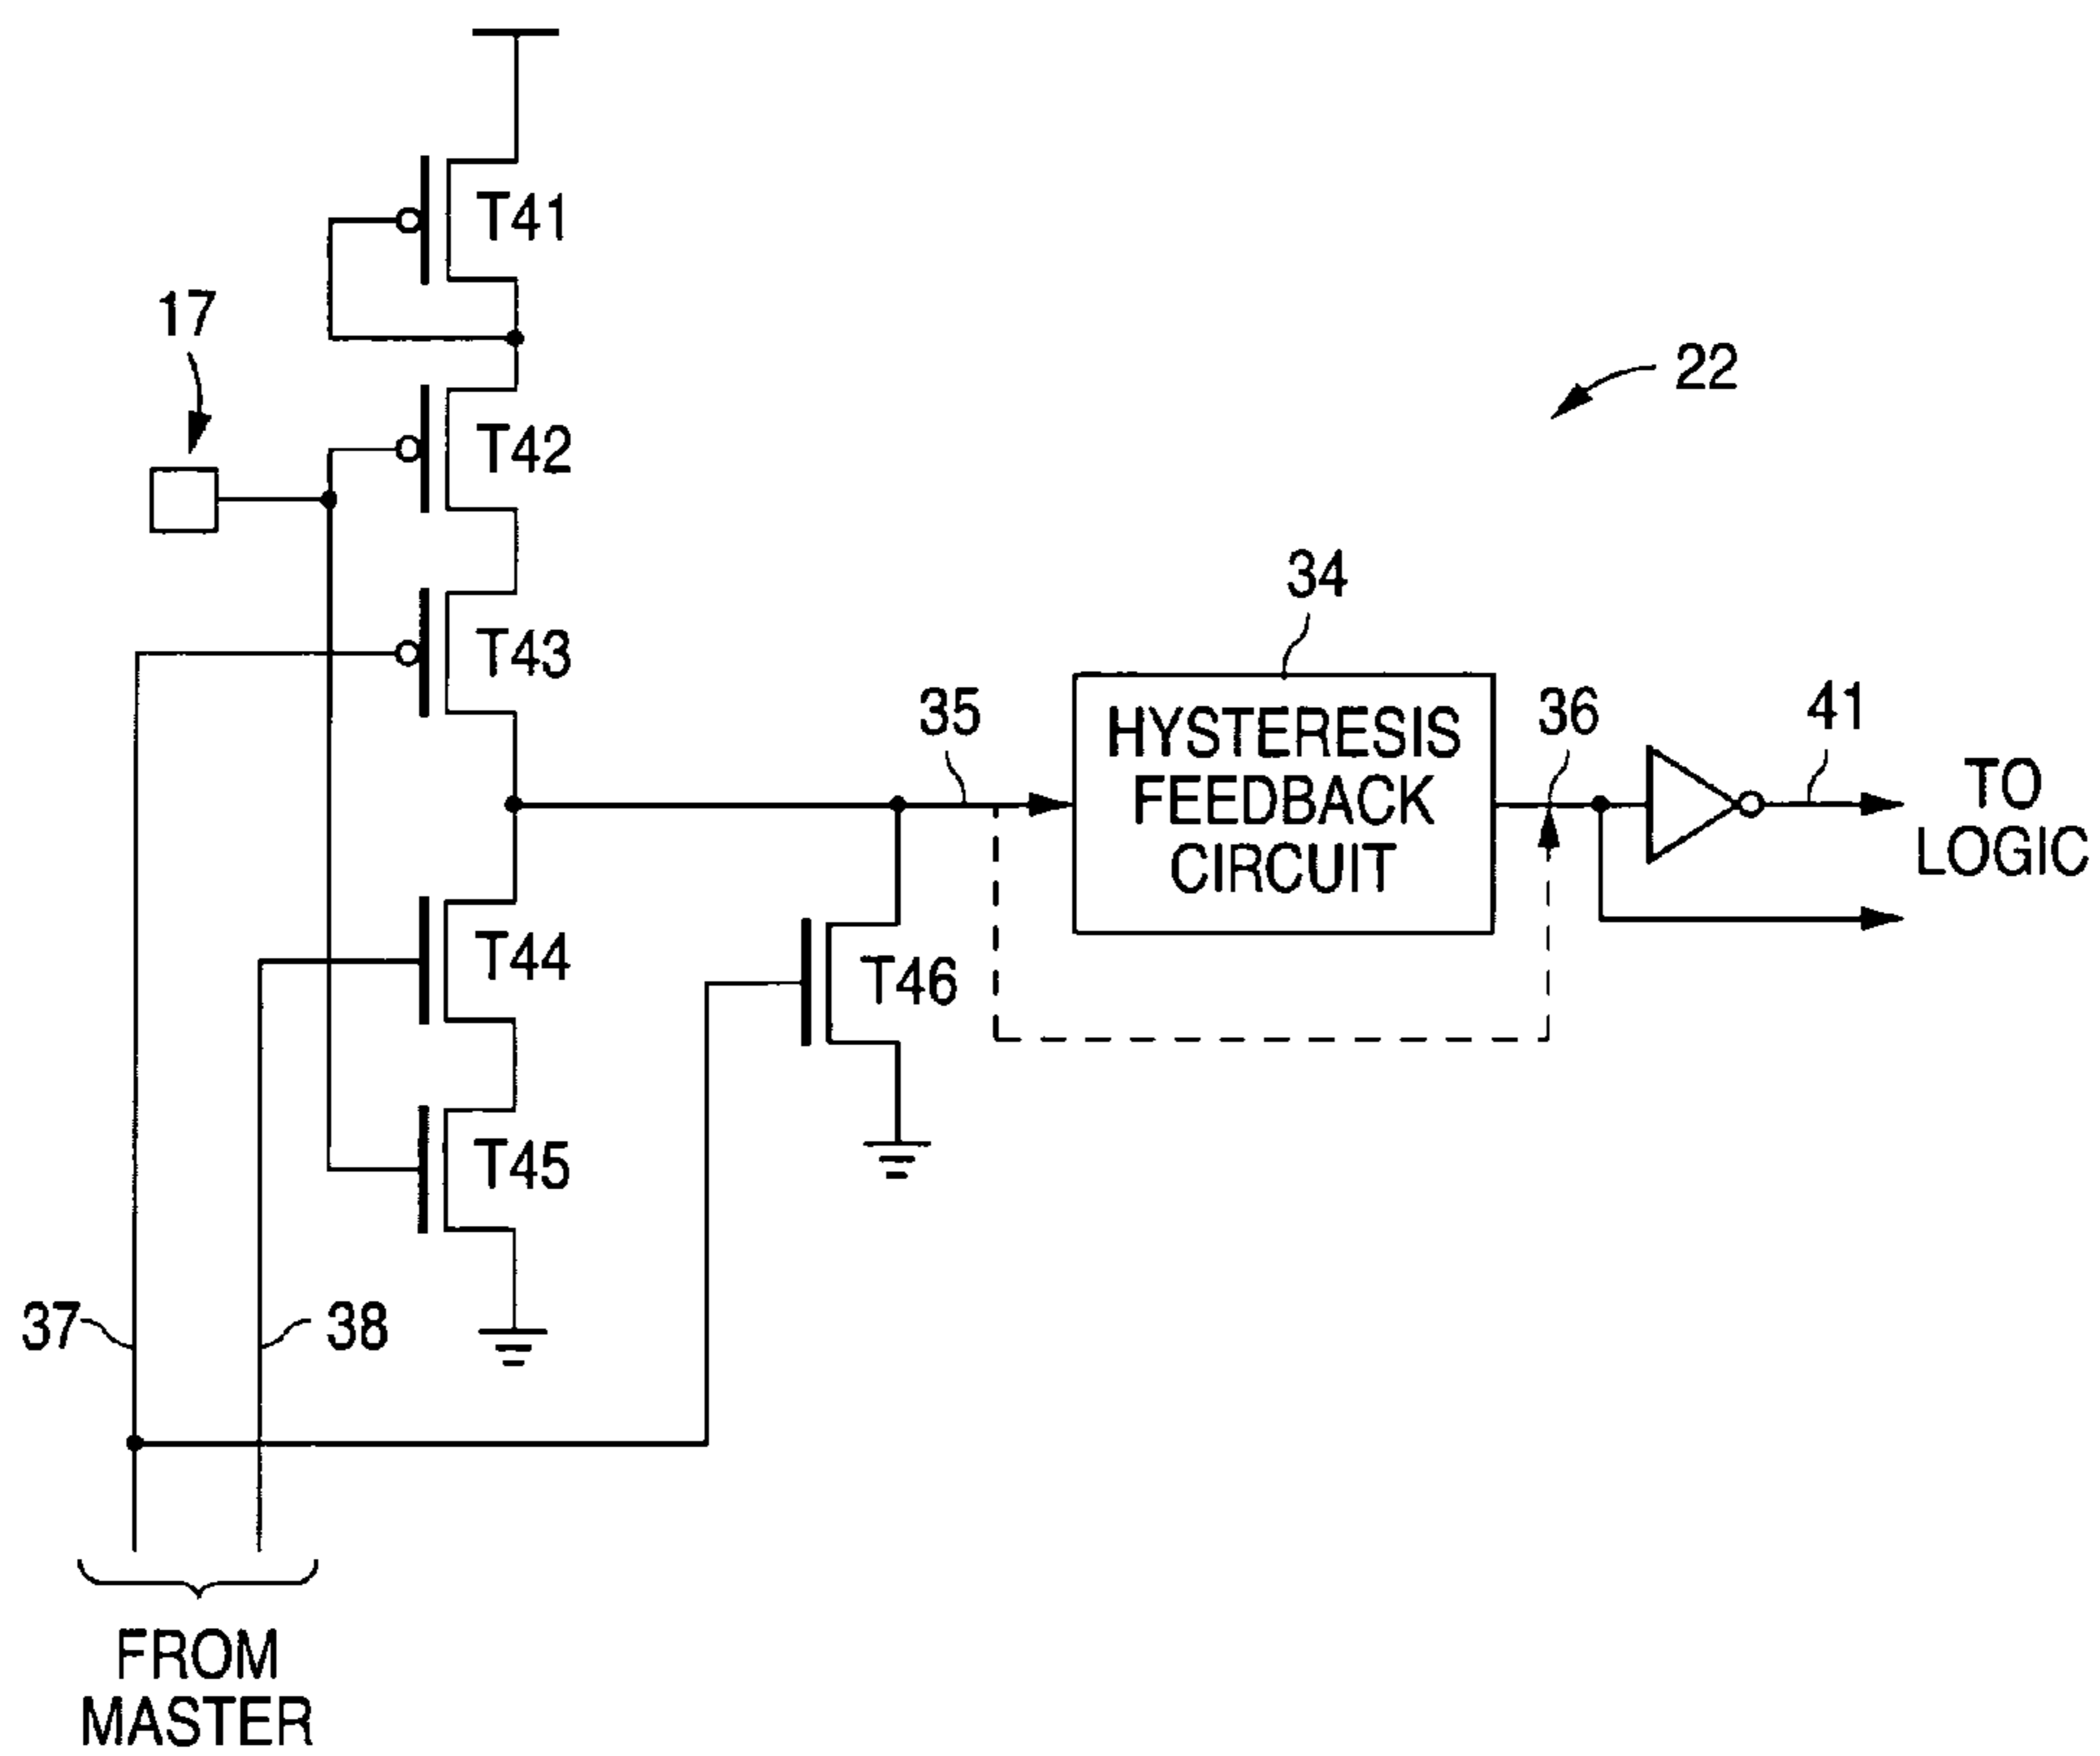 T41
17
22
T42
34
T43
35
HYSTERESIS
FEEDBACK
CIRCUIT
36
41
TO
LOGIC
T44
T46
T45
37
38
FROM
MASTER